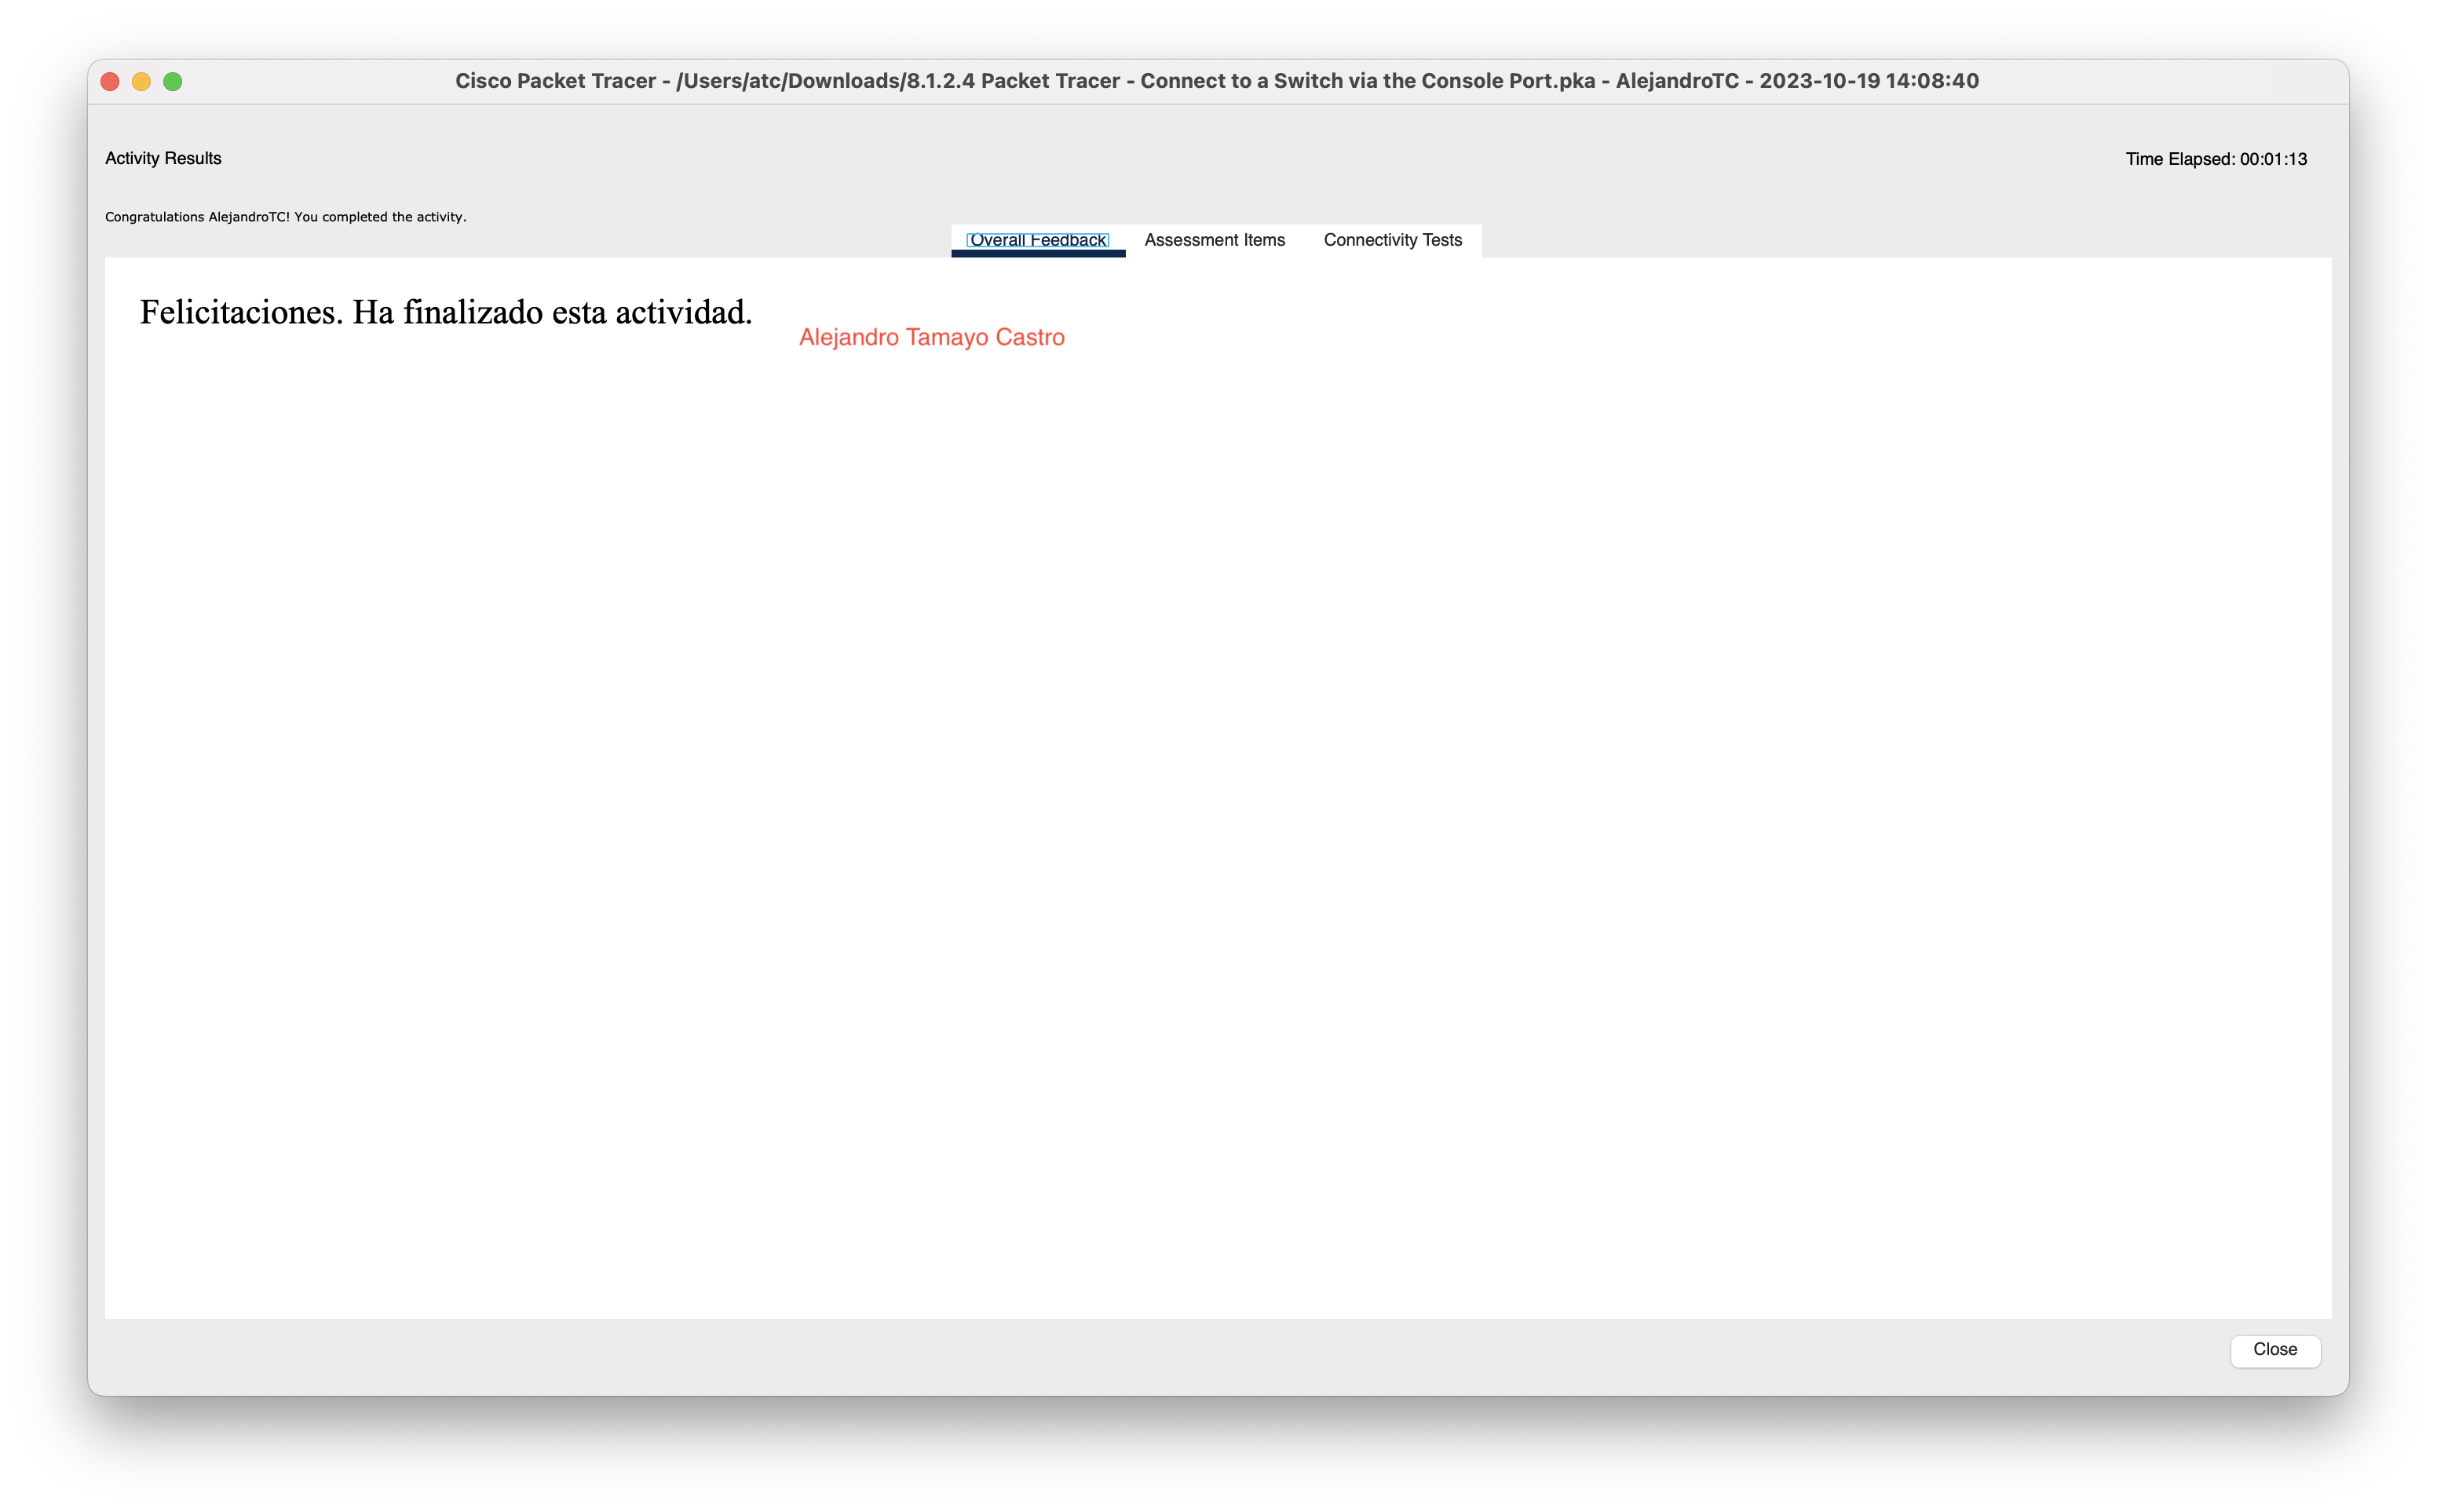 Cisco Packet Tracer - /Users/atc/Downloads/8.1.2.4 Packet Tracer - Connect to a Switch via the Console Port.pka - AlejandroTC - 2023-10-19 14:08:40
Activity Results
Time Elapsed: 00:01:13
Congratulations AlejandroTC! You completed the activity.
Overall Feedback Assessment Items Connectivity Tests
Felicitaciones. Ha finalizado esta actividad.
Alejandro Tamayo Castro
Close